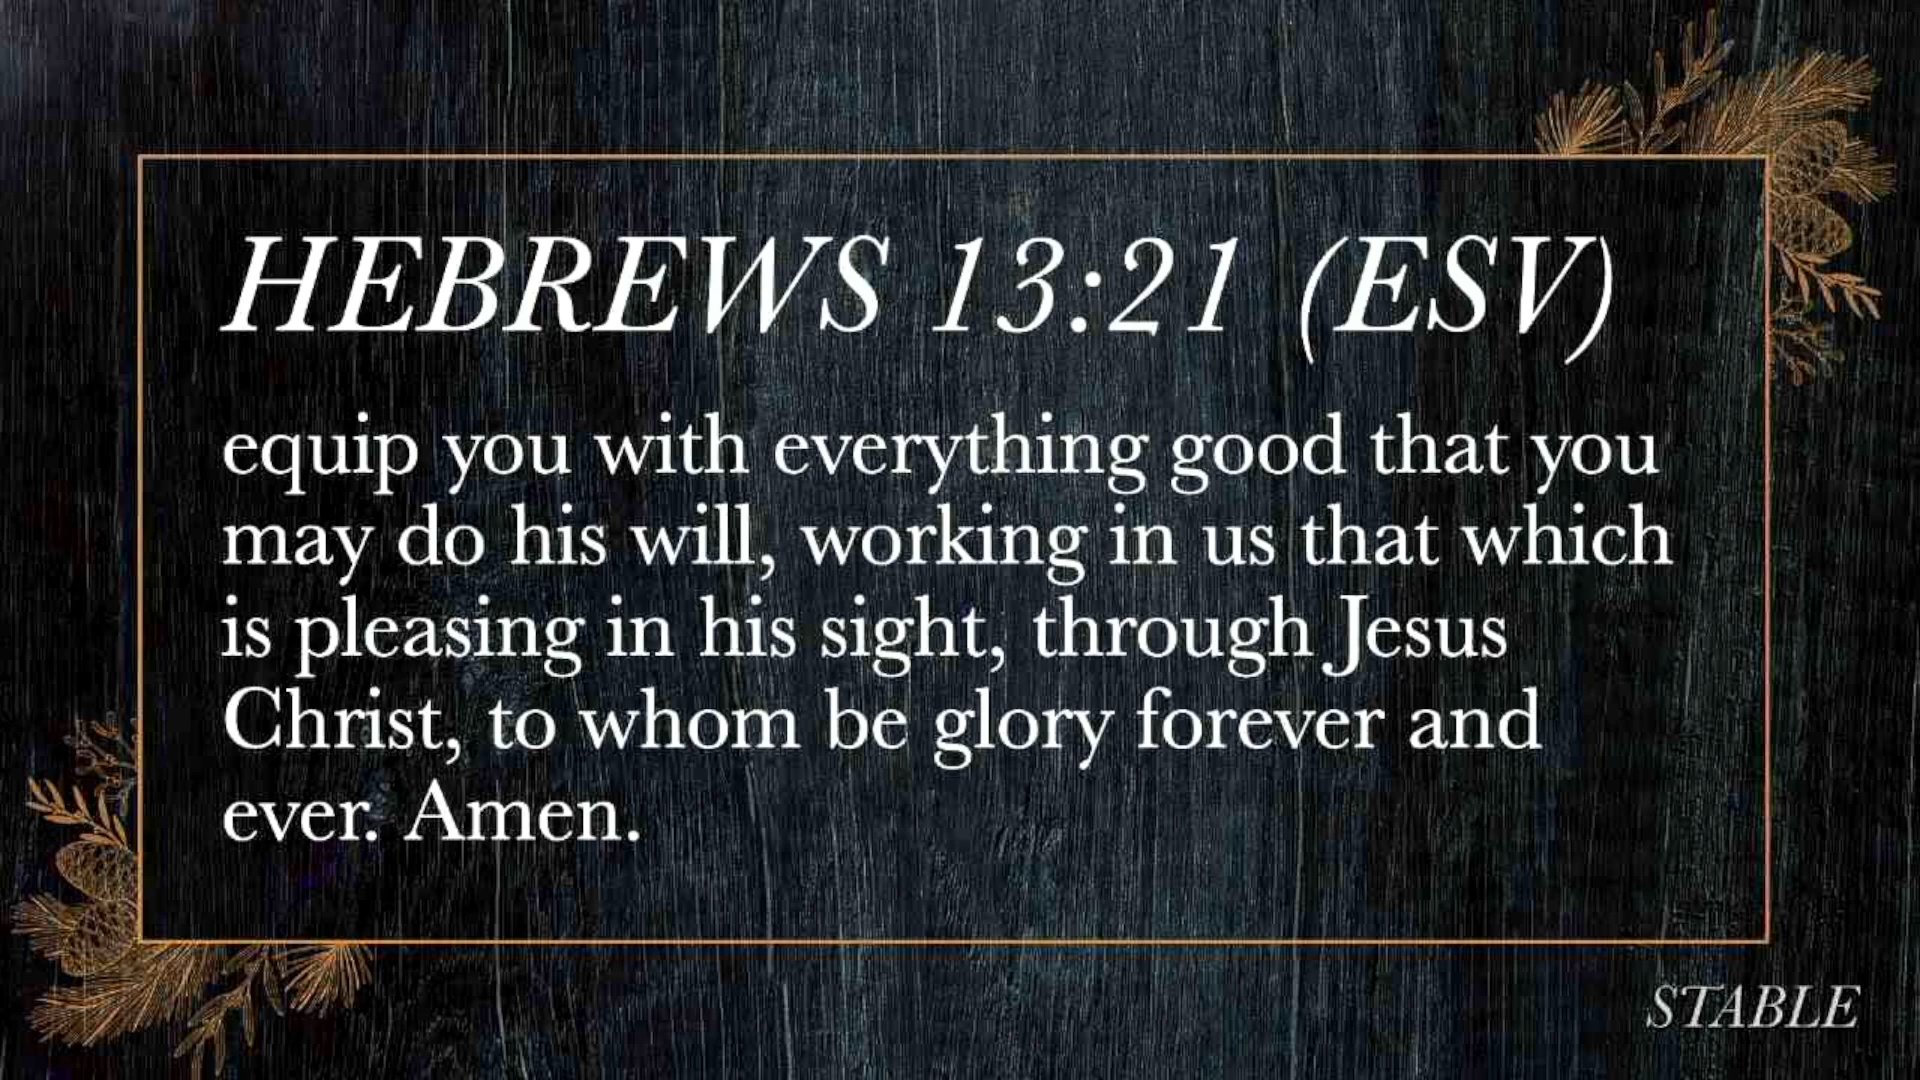 HEBREWS 13:21 (ESV)
equip you with everything good that you
may do his will, working in us that which
is pleasing in his sight, through Jesus
Christ, to whom be glory forever and
ever. Amen.
STABLE